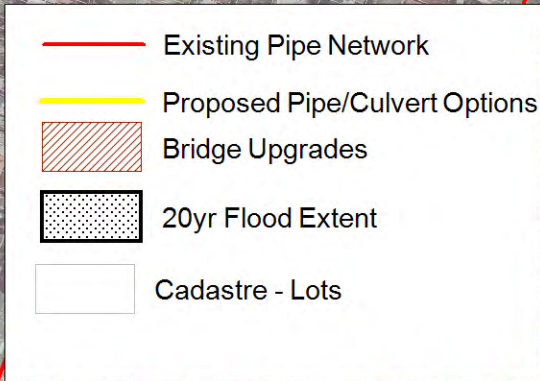 Existing Pipe Network
Proposed Pipe/Culvert Options
Bridge Upgrades
20yr Flood Extent
Cadastre - Lots